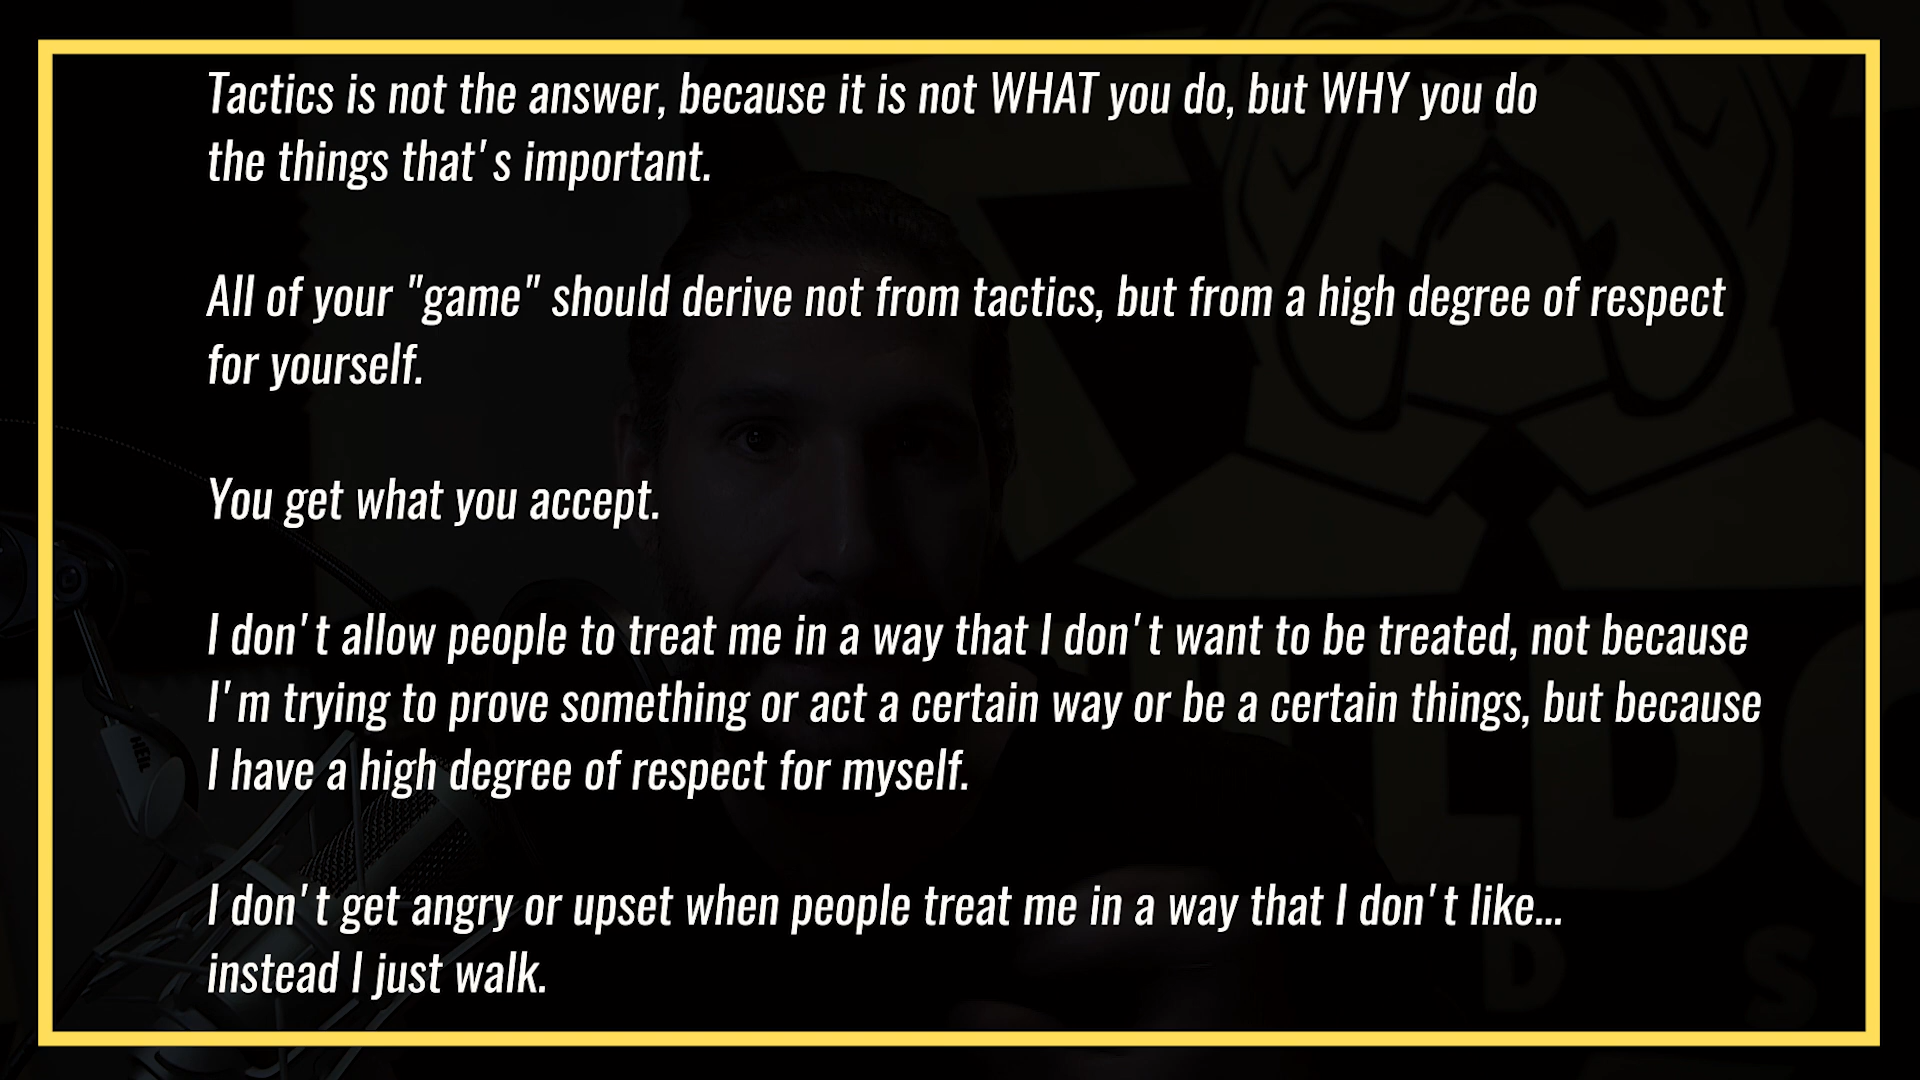 Tactics is not the answer, because it is not WHAT you do, but WHY you do
the things that's important.
All of your "game" should derive not from tactics, but from a high degree of respect
for yourself.
You get what you accept.
I don't allow people to treat me in a way that I don't want to be treated, not because
I'm trying to prove something or act a certain way or be a certain things, but because
I have a high degree of respect for myself.
I don't get angry or upset when people treat me in a way that I don't like...
instead I just walk.
HEIL